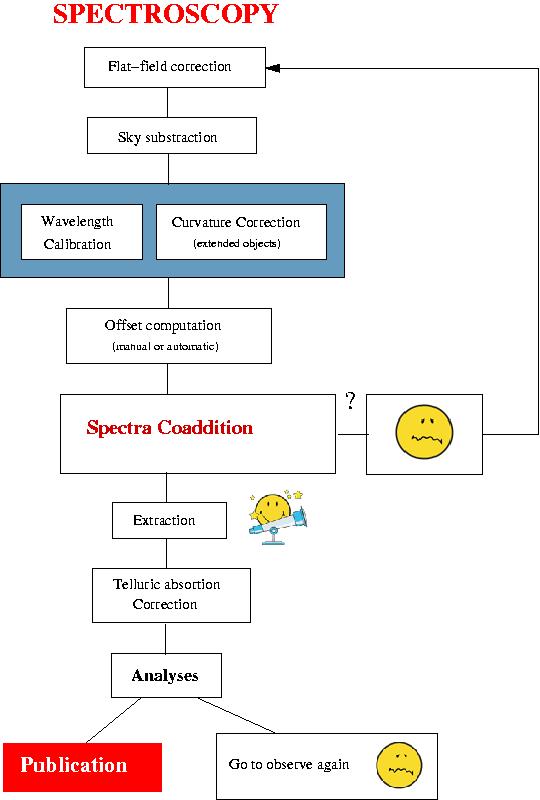 SPECTROSCOPY
Flat-field correction
Sky substraction
Wavelength
Calibration
Curvature Correction
(extended objects)
Offset computation
(manual or automatic)
Spectra Coaddition
?
Extraction
Telluric absortion
Correction
Analyses
Publication
Go to observe again